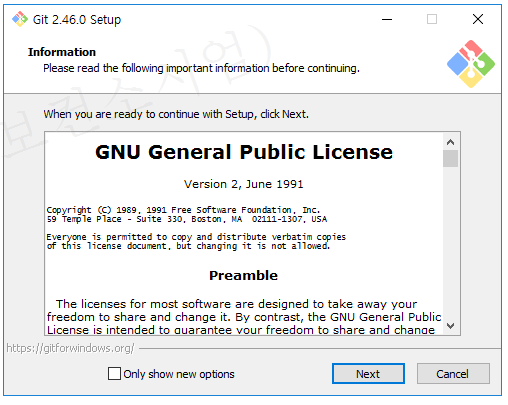 Git 2.46.0 Setup
Information
Please read the following important information before continuing.
When you are ready to continue with Setup, click Next.
GNU General Public License
Version 2, June 1991
Copyright (C) 1989, 1991 Free Software Foundation, Inc.
59 Temple Place - Suite 330, Boston, MA  02111-1307, USA
Everyone is permitted to copy and distribute verbatim copies
of this license document, but changing it is not allowed.
Preamble
The licenses for most software are designed to take away your
freedom to share and change it. By contrast, the GNU General Public
License is intended to guarantee your freedom to share and change
https://gitforwindows.org/
Only show new options
Next
Cancel
보건소사업)